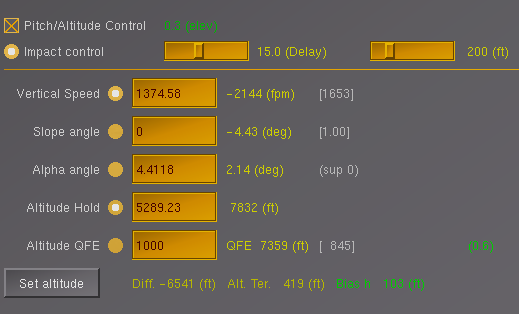 Pitch/Altitude Control 0.3 (elev)
Impact control 15.0 (Delay) 200 (ft)
Vertical Speed 1374.58 -2144 (fpm) [1653]
Slope angle 0 -4.43 (deg) [1.00]
Alpha angle 4.4118 2.14 (deg) (sup 0)
Altitude Hold 5289.23 7832 (ft)
Altitude QFE 1000 QFE 7359 (ft) [ 845] (0.6)
Set altitude Diff. -6541 (ft) Alt. Ter. 419 (ft) Bias h 103 (ft)